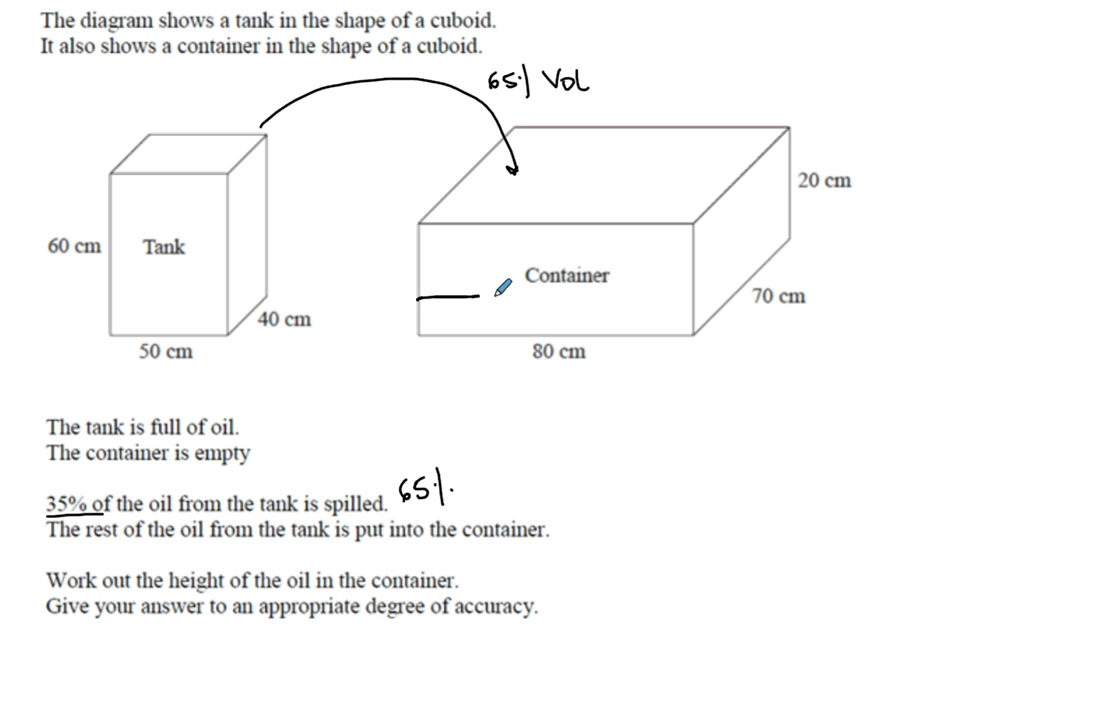 The diagram shows a tank in the shape of a cuboid.
It also shows a container in the shape of a cuboid.
65% Vol
20 cm
60 cm
Tank
Container
70 cm
40 cm
50 cm
80 cm
The tank is full of oil.
The container is empty
35% of the oil from the tank is spilled. 65%.
The rest of the oil from the tank is put into the container.
Work out the height of the oil in the container.
Give your answer to an appropriate degree of accuracy.